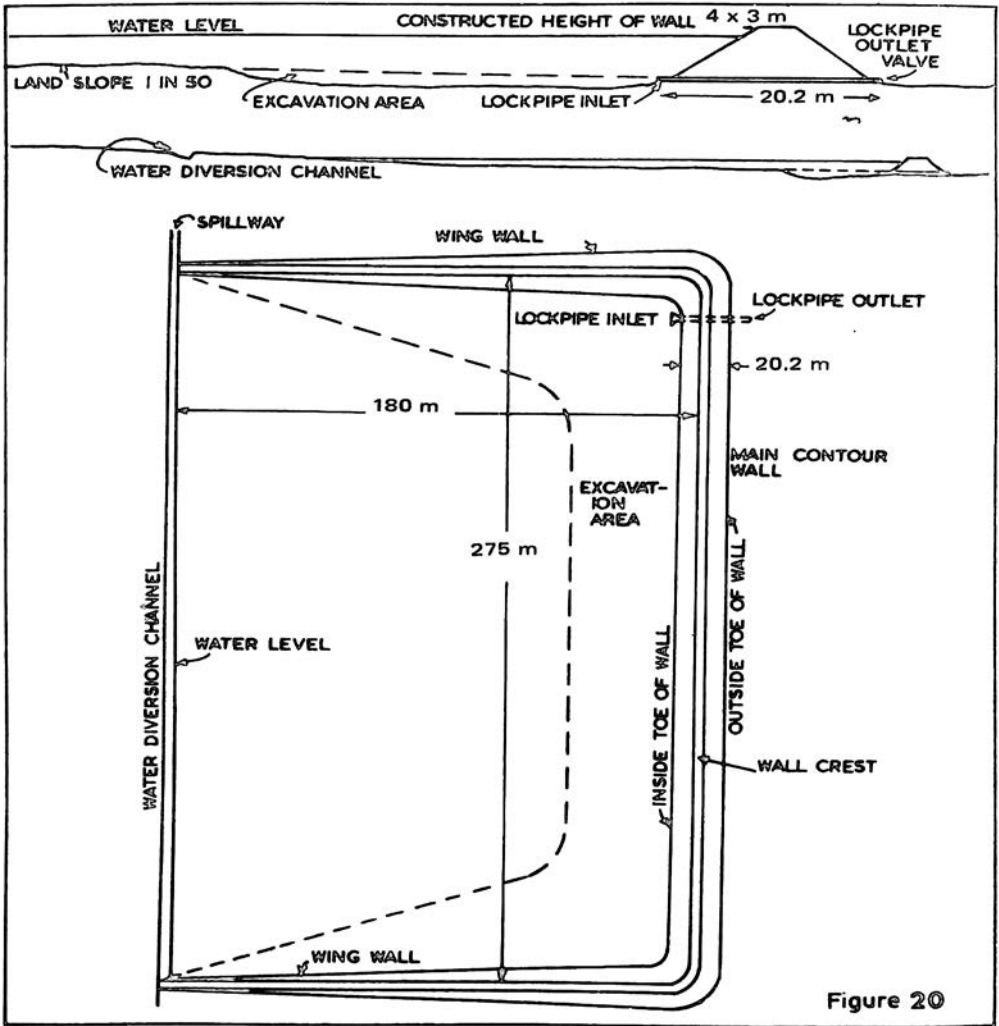 WATER LEVEL
CONSTRUCTED HEIGHT OF WALL 4 x 3 m
LOCKPIPE
OUTLET
VALVE
LAND SLOPE 1 IN 50
EXCAVATION AREA
LOCKPIPE INLET
20.2 m
WATER DIVERSION CHANNEL
SPILLWAY
WING WALL
LOCKPIPE INLET
LOCKPIPE OUTLET
20.2 m
180 m
MAIN CONTOUR
WALL
EXCAVAT-
ION
AREA
275 m
WATER DIVERSION CHANNEL
WATER LEVEL
INSIDE TOE OF WALL
OUTSIDE TOE OF WALL
WALL CREST
WING WALL
Figure 20